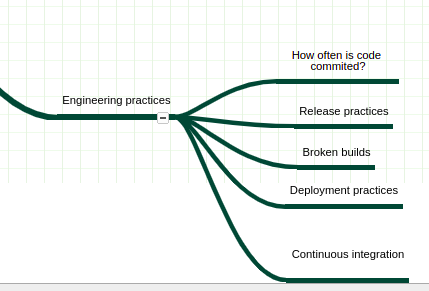 How often is code
commited?
Engineering practices
Release practices
Broken builds
Deployment practices
Continuous integration